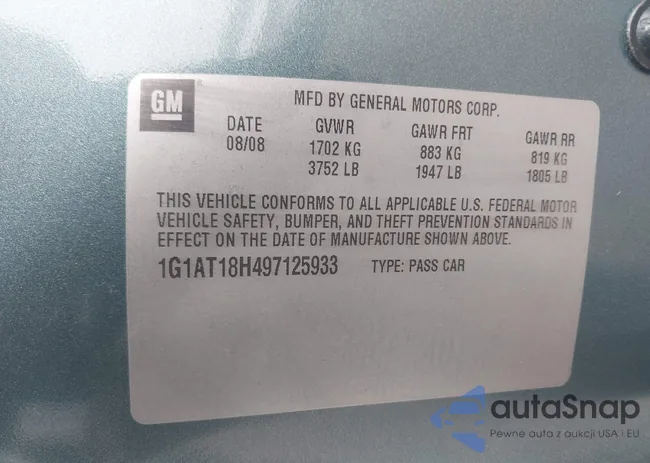 GM
MFD BY GENERAL MOTORS CORP.
DATE GVWR GAWR FRT GAWR RR
08/08 1702 KG 883 KG 819 KG
3752 LB 1947 LB 1805 LB
THIS VEHICLE CONFORMS TO ALL APPLICABLE U.S. FEDERAL MOTOR
VEHICLE SAFETY, BUMPER, AND THEFT PREVENTION STANDARDS IN
EFFECT ON THE DATE OF MANUFACTURE SHOWN ABOVE.
1G1AT18H497125933 TYPE: PASS CAR
autaSnap
Pewne auta z aukcji USA i EU